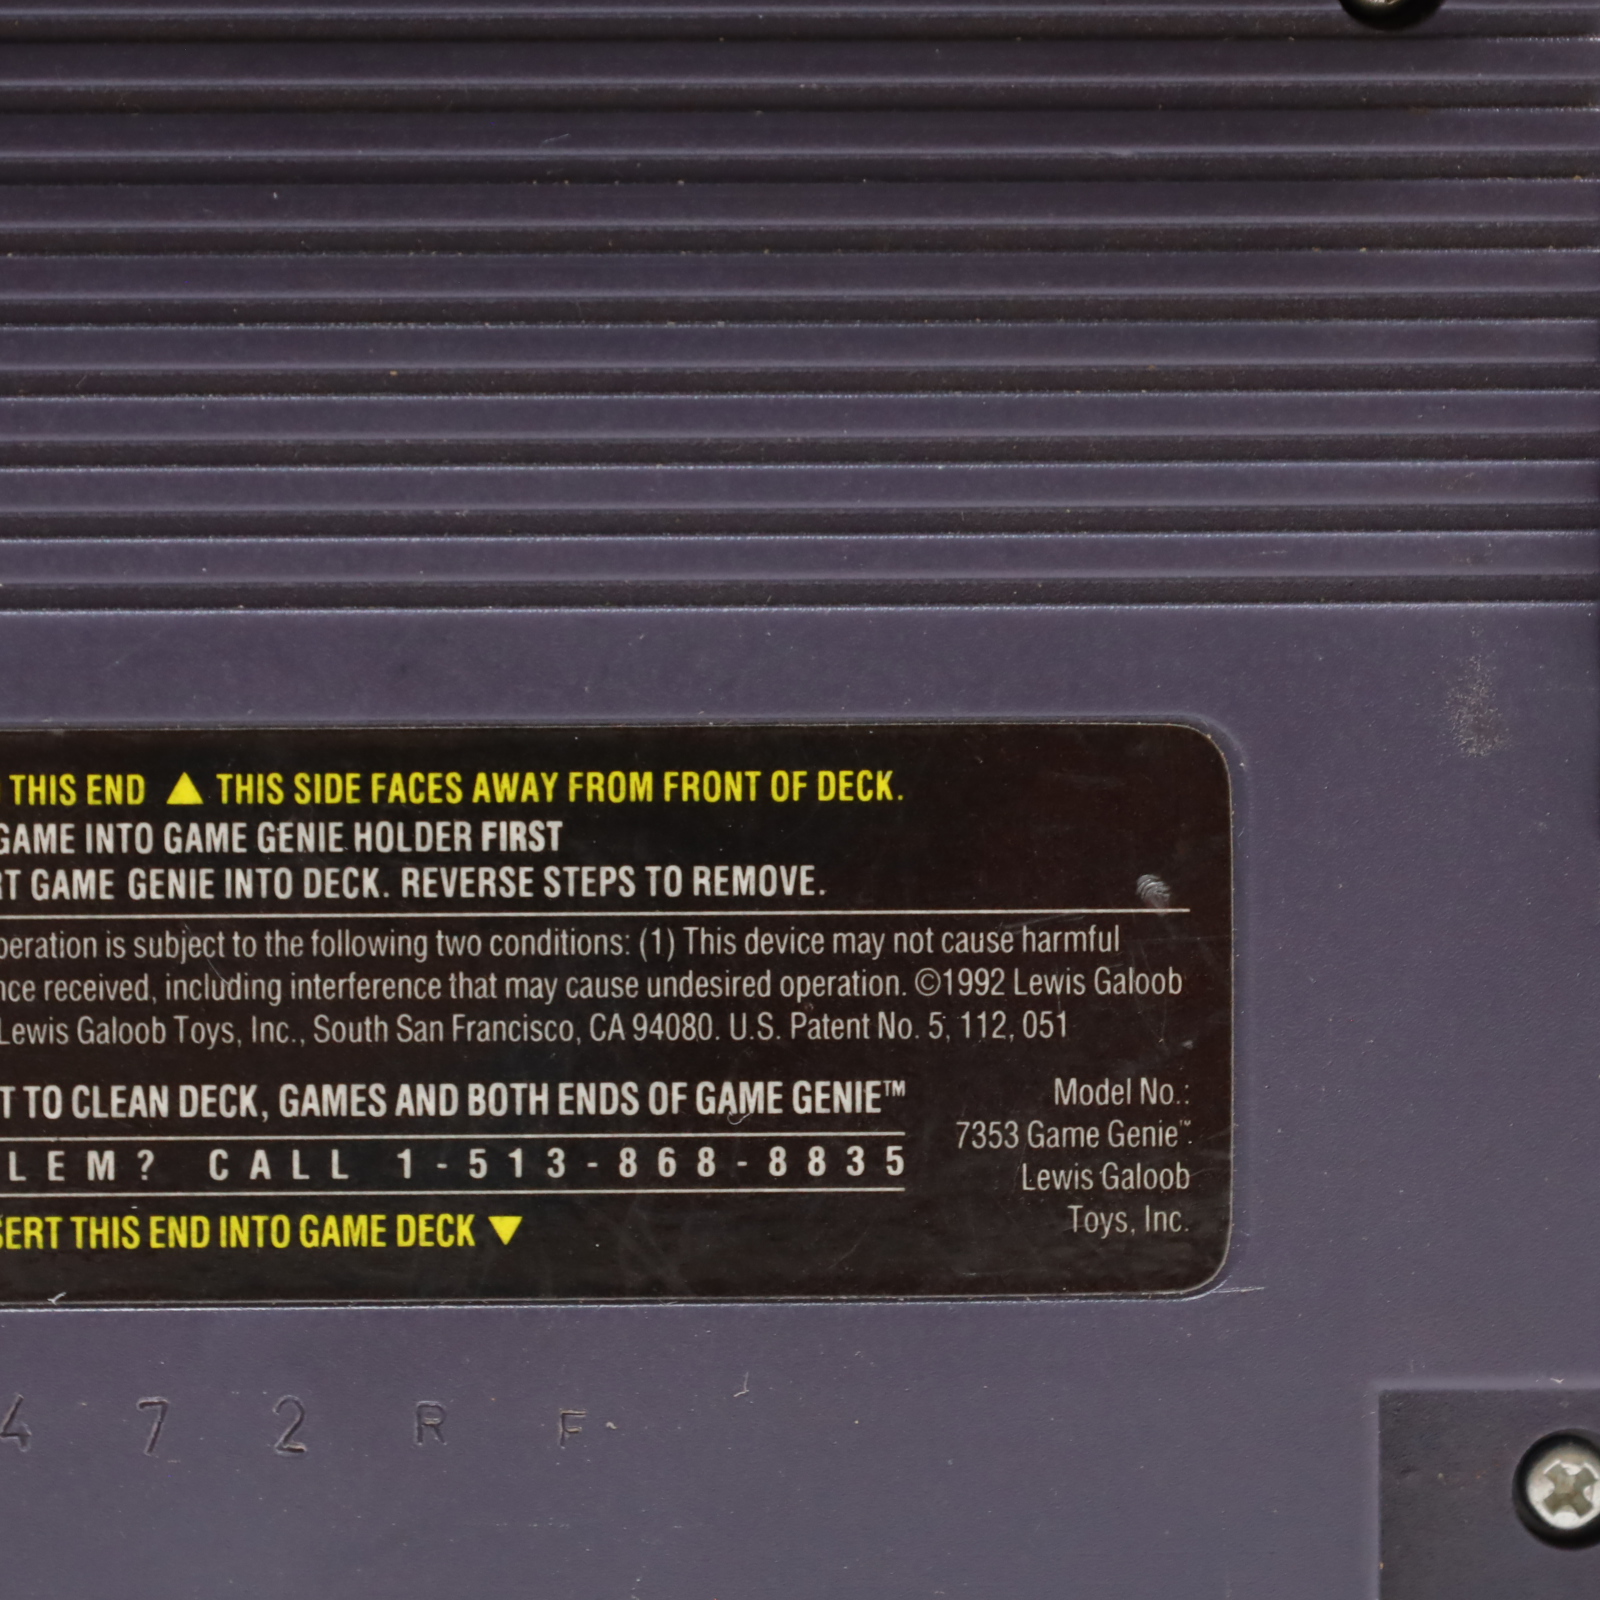 THIS END ▲ THIS SIDE FACES AWAY FROM FRONT OF DECK.
GAME INTO GAME GENIE HOLDER FIRST
GAME GENIE INTO DECK. REVERSE STEPS TO REMOVE.
peration is subject to the following two conditions: (1) This device may not cause harmful
nce received, including interference that may cause undesired operation. ©1992 Lewis Galoob
Lewis Galoob Toys, Inc., South San Francisco, CA 94080. U.S. Patent No. 5, 112, 051
T TO CLEAN DECK, GAMES AND BOTH ENDS OF GAME GENIE™
LEM? CALL 1-513-868-8835
SERT THIS END INTO GAME DECK ▼
Model No.:
7353 Game Genie™
Lewis Galoob
Toys, Inc.
4 7 2 R F